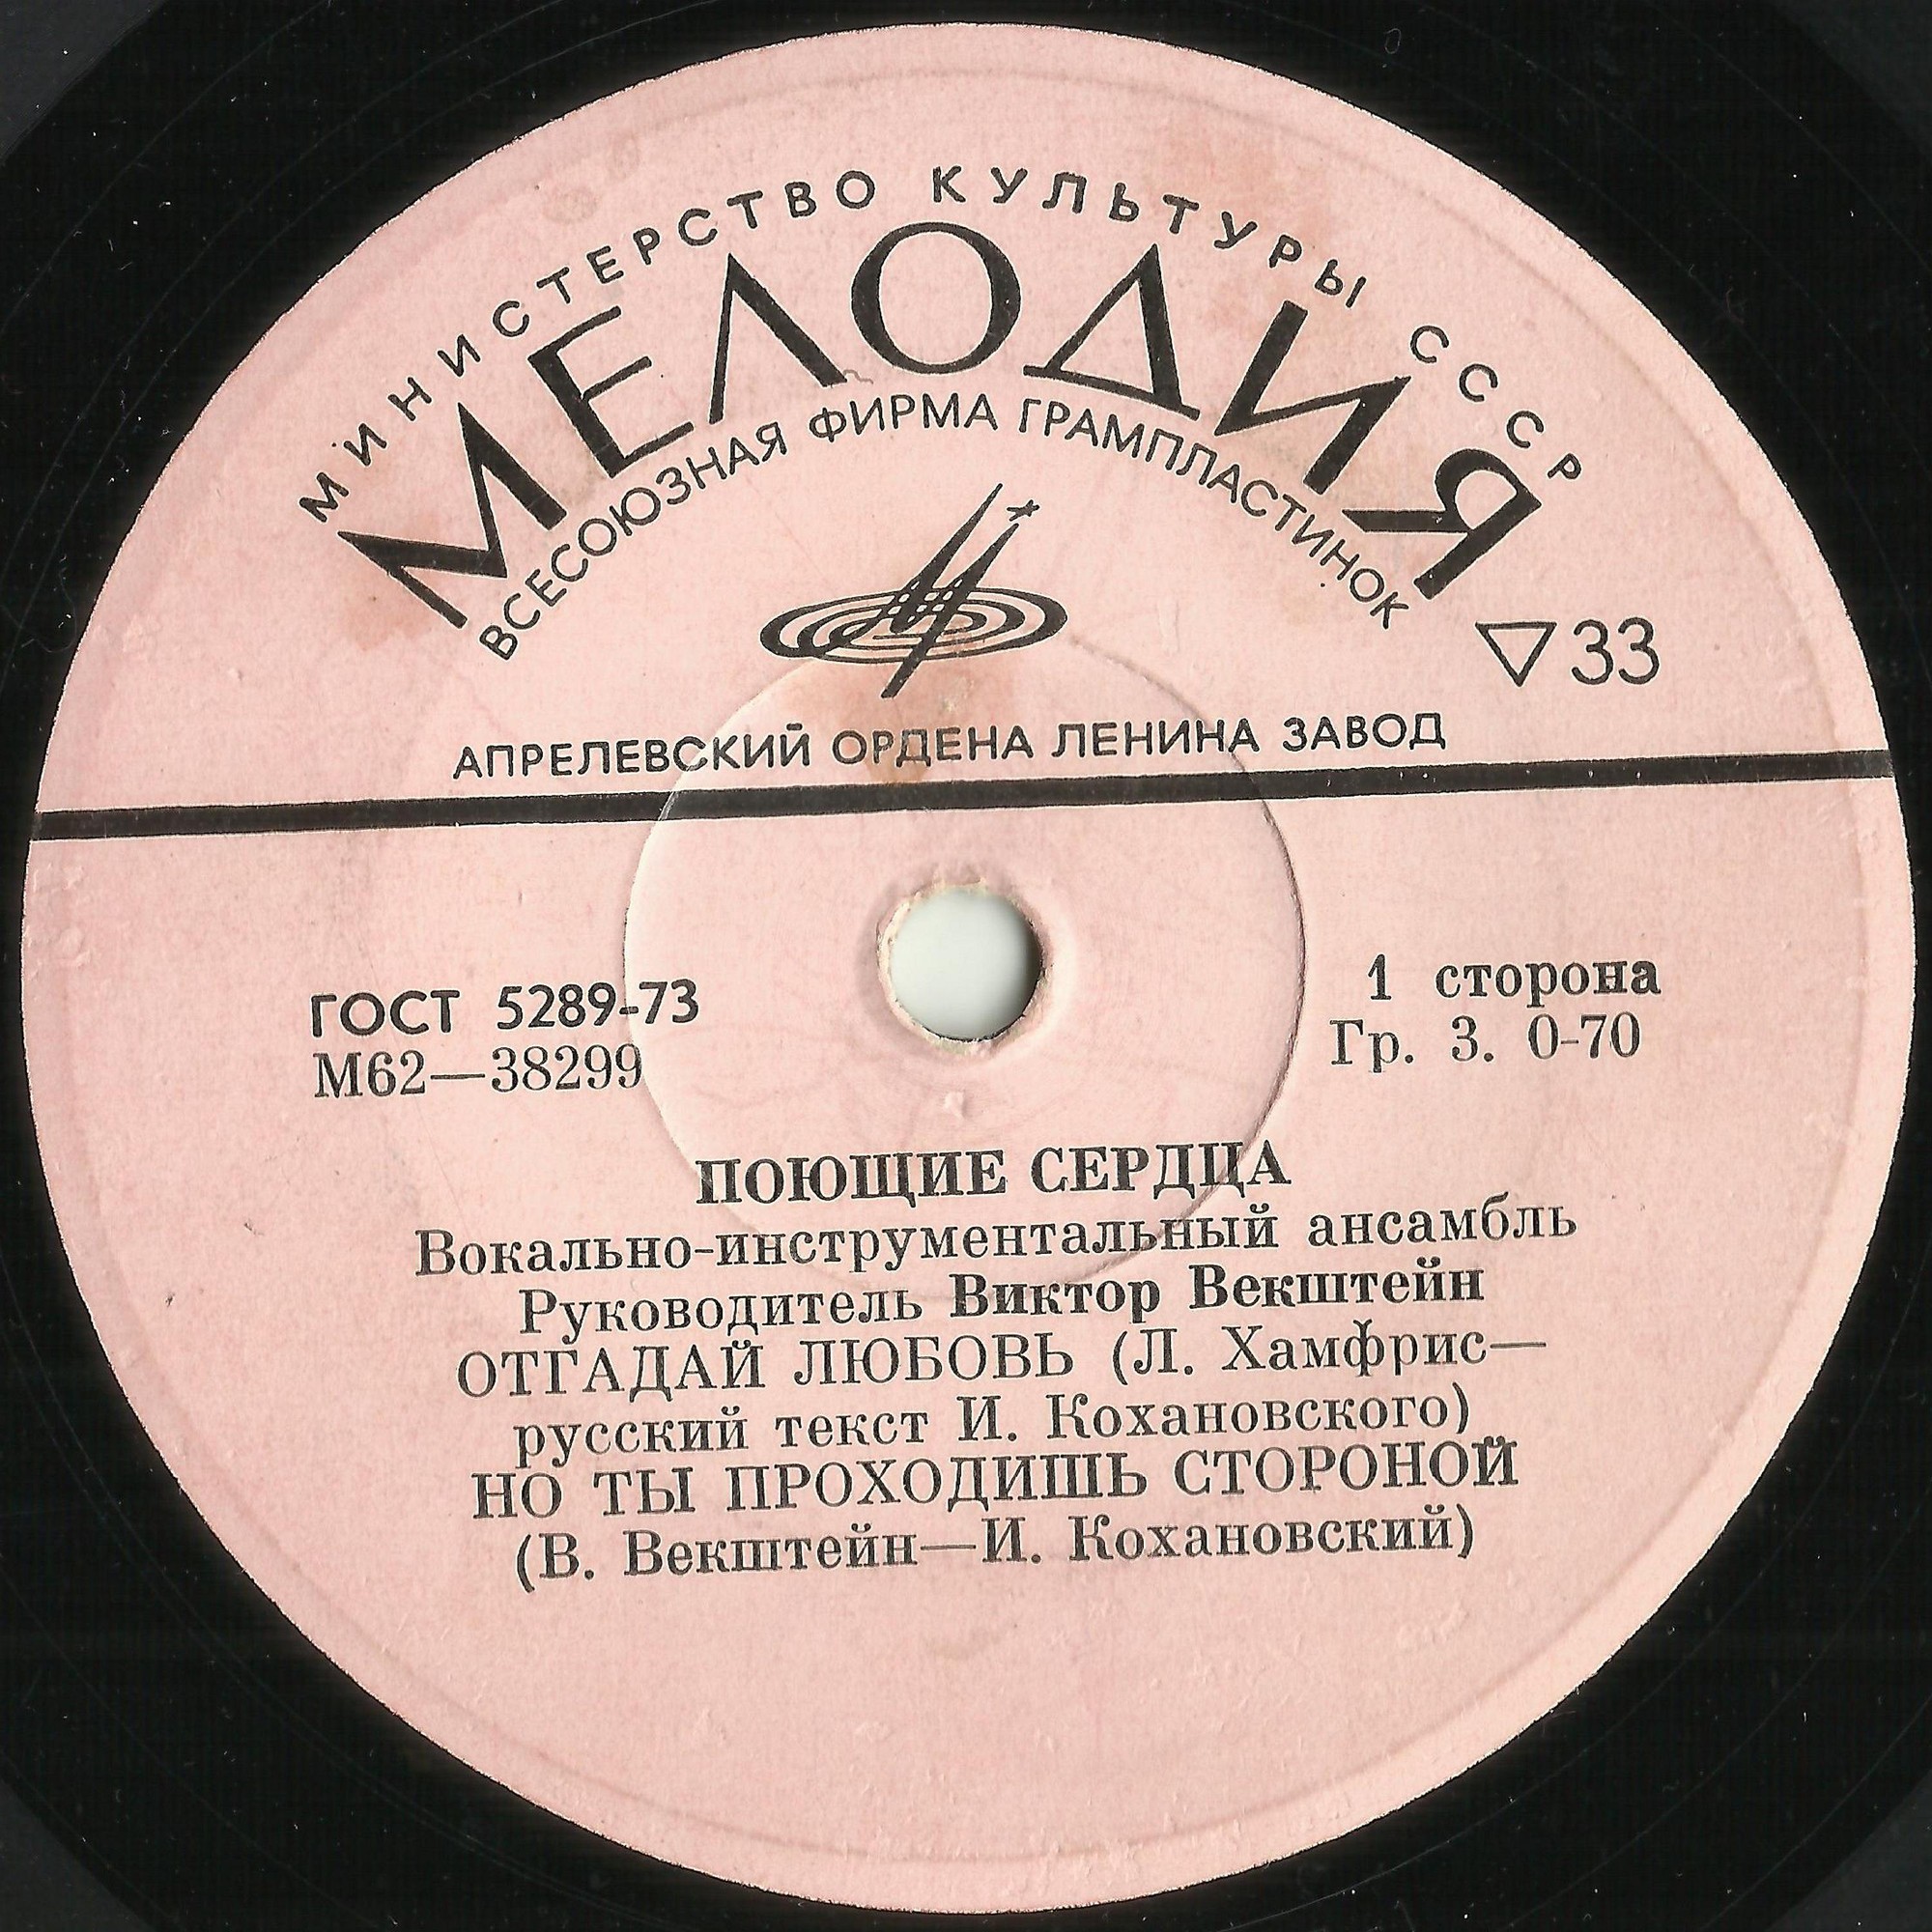 МИНИСТЕРСТВО КУЛЬТУРЫ СССР
МЕЛОДИЯ
ВСЕСОЮЗНАЯ ФИРМА ГРАМПЛАСТИНОК
▽33
АПРЕЛЕВСКИЙ ОРДЕНА ЛЕНИНА ЗАВОД
ГОСТ 5289-73
М62—38299
1 сторона
Гр. 3. 0-70
ПОЮЩИЕ СЕРДЦА
Вокально-инструментальный ансамбль
Руководитель Виктор Векштейн
ОТГАДАЙ ЛЮБОВЬ (Л. Хамфрис—
русский текст И. Кохановского)
НО ТЫ ПРОХОДИШЬ СТОРОНОЙ
(В. Векштейн—И. Кохановский)